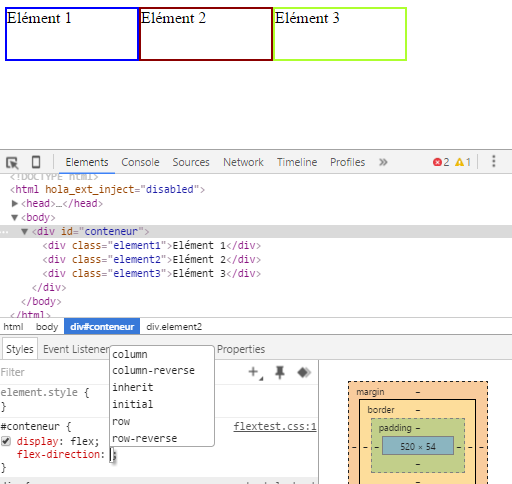 Elément 1 Elément 2 Elément 3
Elements Console Sources Network Timeline Profiles » 2 1
<!DOCTYPE html>
<html hola_ext_inject="disabled">
▶<head>…</head>
▼<body>
… ▼<div id="conteneur">
<div class="element1">Elément 1</div>
<div class="element2">Elément 2</div>
<div class="element3">Elément 3</div>
</div>
</body>
</html>
html body div#conteneur div.element2
Styles Event Listener Properties
Filter
element.style {
}
#conteneur { flextest.css:1
display: flex;
flex-direction: ;
}
column
column-reverse
inherit
initial
row
row-reverse
margin –
border –
padding –
– – – 520 × 54 – – –